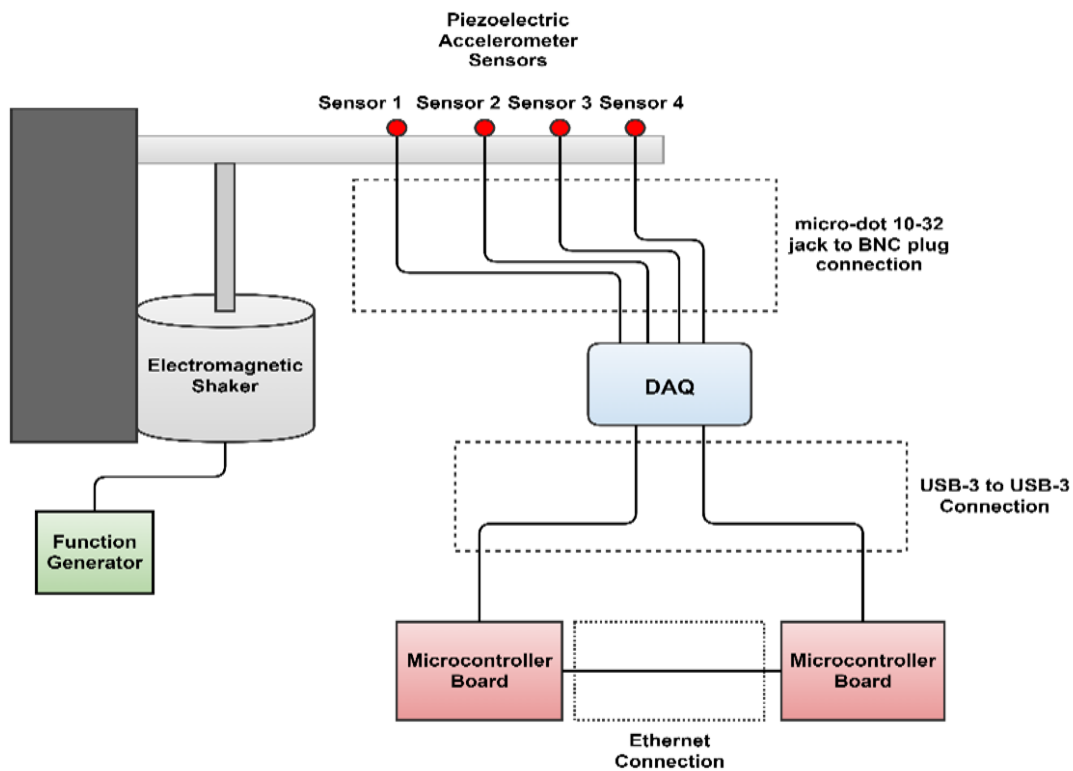 Piezoelectric
Accelerometer
Sensors
Sensor 1
Sensor 2
Sensor 3
Sensor 4
micro-dot 10-32
jack to BNC plug
connection
Electromagnetic
Shaker
DAQ
USB-3 to USB-3
Connection
Function
Generator
Microcontroller
Board
Microcontroller
Board
Ethernet
Connection